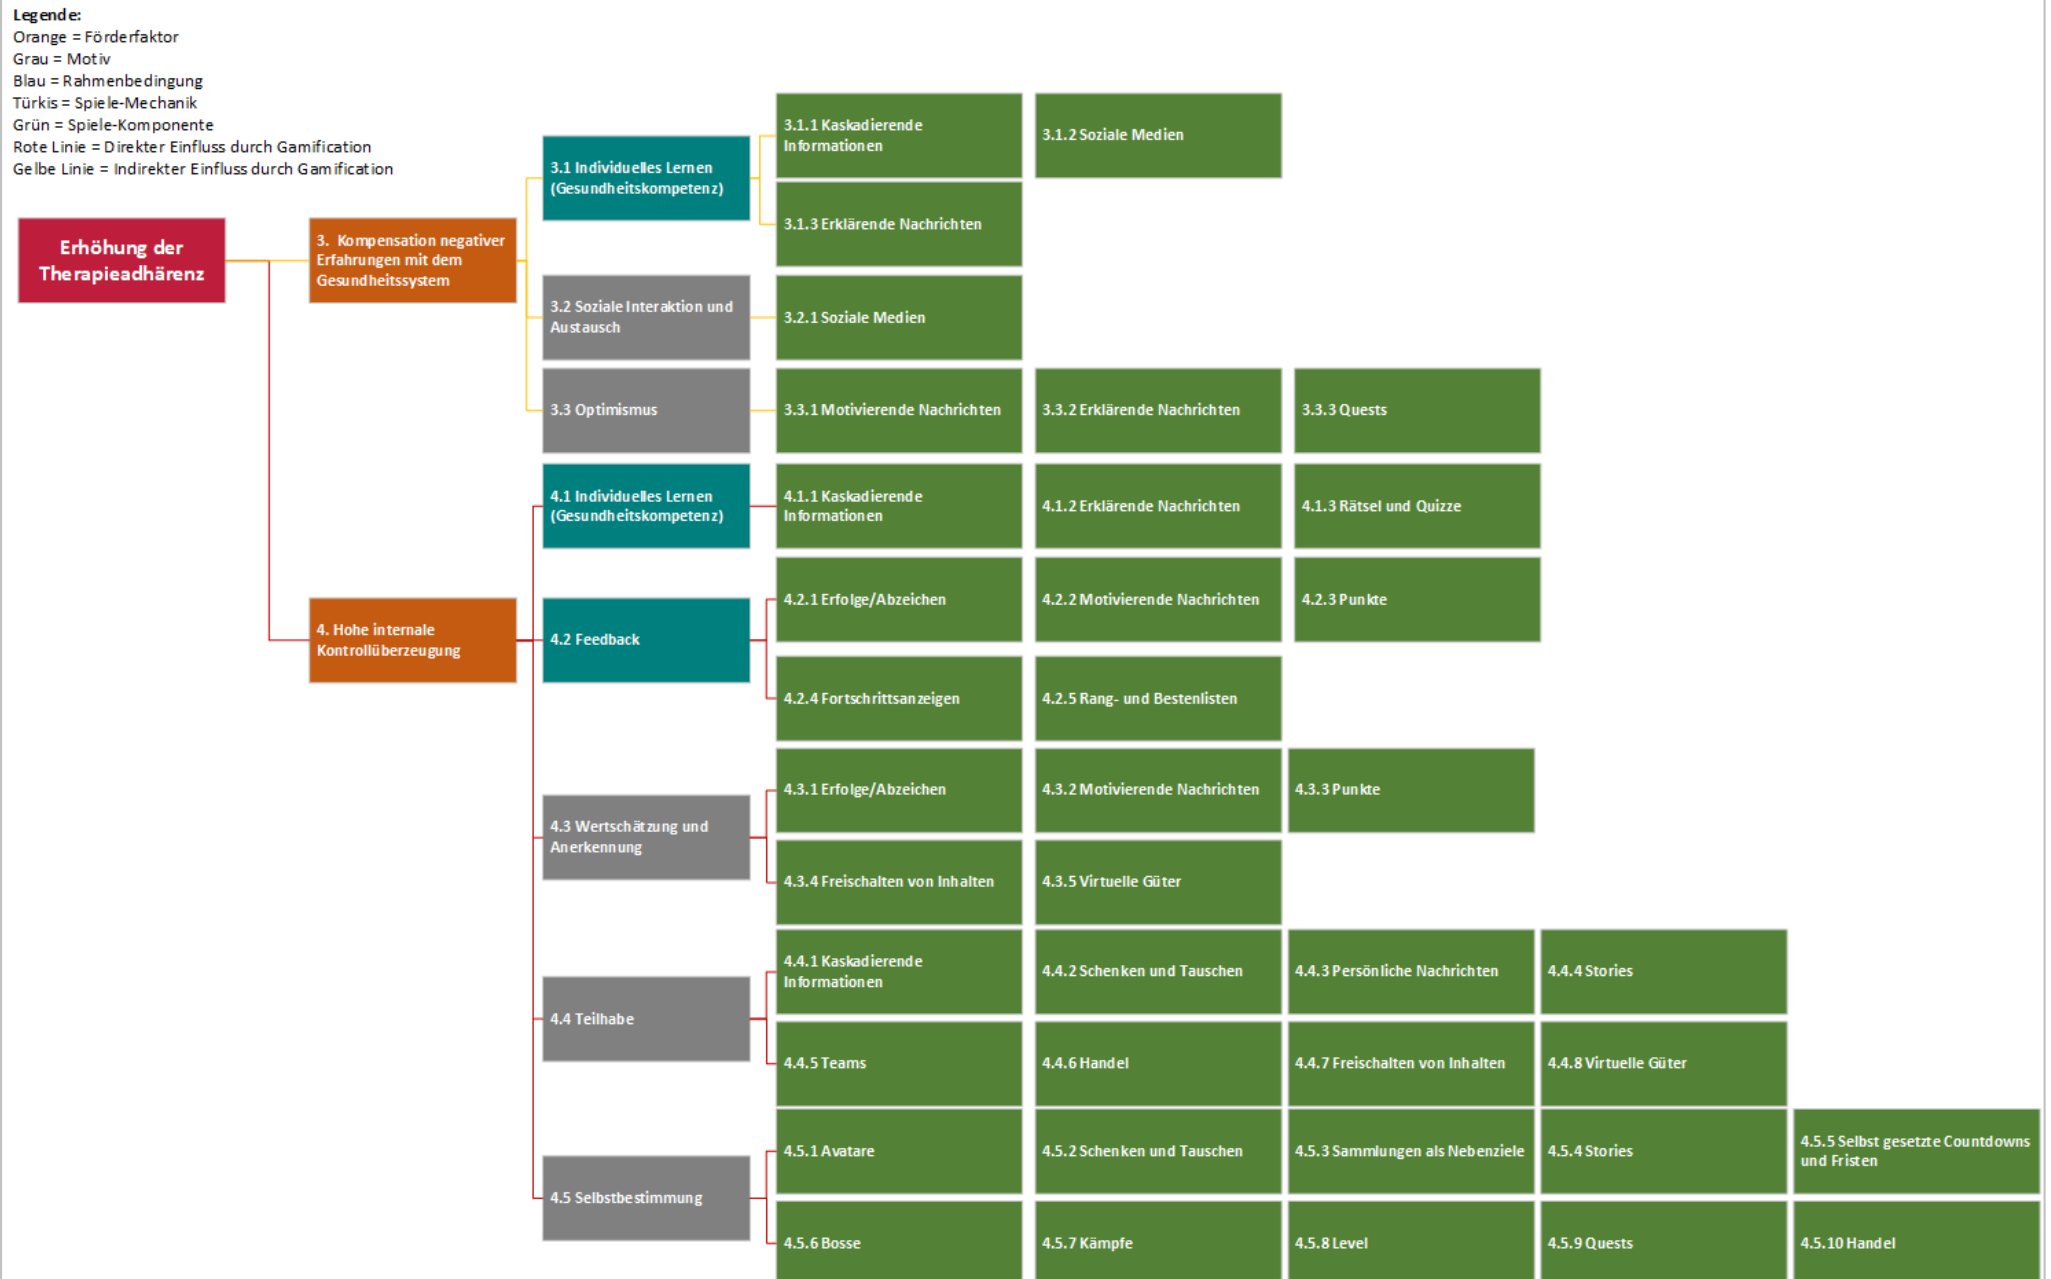 Legende:
Orange = Förderfaktor
Grau = Motiv
Blau = Rahmenbedingung
Türkis = Spiele-Mechanik
Grün = Spiele-Komponente
Rote Linie = Direkter Einfluss durch Gamification
Gelbe Linie = Indirekter Einfluss durch Gamification
Erhöhung der
Therapieadhärenz
3. Kompensation negativer
Erfahrungen mit dem
Gesundheitssystem
3.1 Individuelles Lernen
(Gesundheitskompetenz)
3.1.1 Kaskadierende
Informationen
3.1.2 Soziale Medien
3.1.3 Erklärende Nachrichten
3.2 Soziale Interaktion und
Austausch
3.2.1 Soziale Medien
3.3 Optimismus
3.3.1 Motivierende Nachrichten
3.3.2 Erklärende Nachrichten
3.3.3 Quests
4. Hohe internale
Kontrollüberzeugung
4.1 Individuelles Lernen
(Gesundheitskompetenz)
4.1.1 Kaskadierende
Informationen
4.1.2 Erklärende Nachrichten
4.1.3 Rätsel und Quizze
4.2 Feedback
4.2.1 Erfolge/Abzeichen
4.2.2 Motivierende Nachrichten
4.2.3 Punkte
4.2.4 Fortschrittsanzeigen
4.2.5 Rang- und Bestenlisten
4.3 Wertschätzung und
Anerkennung
4.3.1 Erfolge/Abzeichen
4.3.2 Motivierende Nachrichten
4.3.3 Punkte
4.3.4 Freischalten von Inhalten
4.3.5 Virtuelle Güter
4.4 Teilhabe
4.4.1 Kaskadierende
Informationen
4.4.2 Schenken und Tauschen
4.4.3 Persönliche Nachrichten
4.4.4 Stories
4.4.5 Teams
4.4.6 Handel
4.4.7 Freischalten von Inhalten
4.4.8 Virtuelle Güter
4.5 Selbstbestimmung
4.5.1 Avatare
4.5.2 Schenken und Tauschen
4.5.3 Sammlungen als Nebenziele
4.5.4 Stories
4.5.5 Selbst gesetzte Countdowns
und Fristen
4.5.6 Bosse
4.5.7 Kämpfe
4.5.8 Level
4.5.9 Quests
4.5.10 Handel